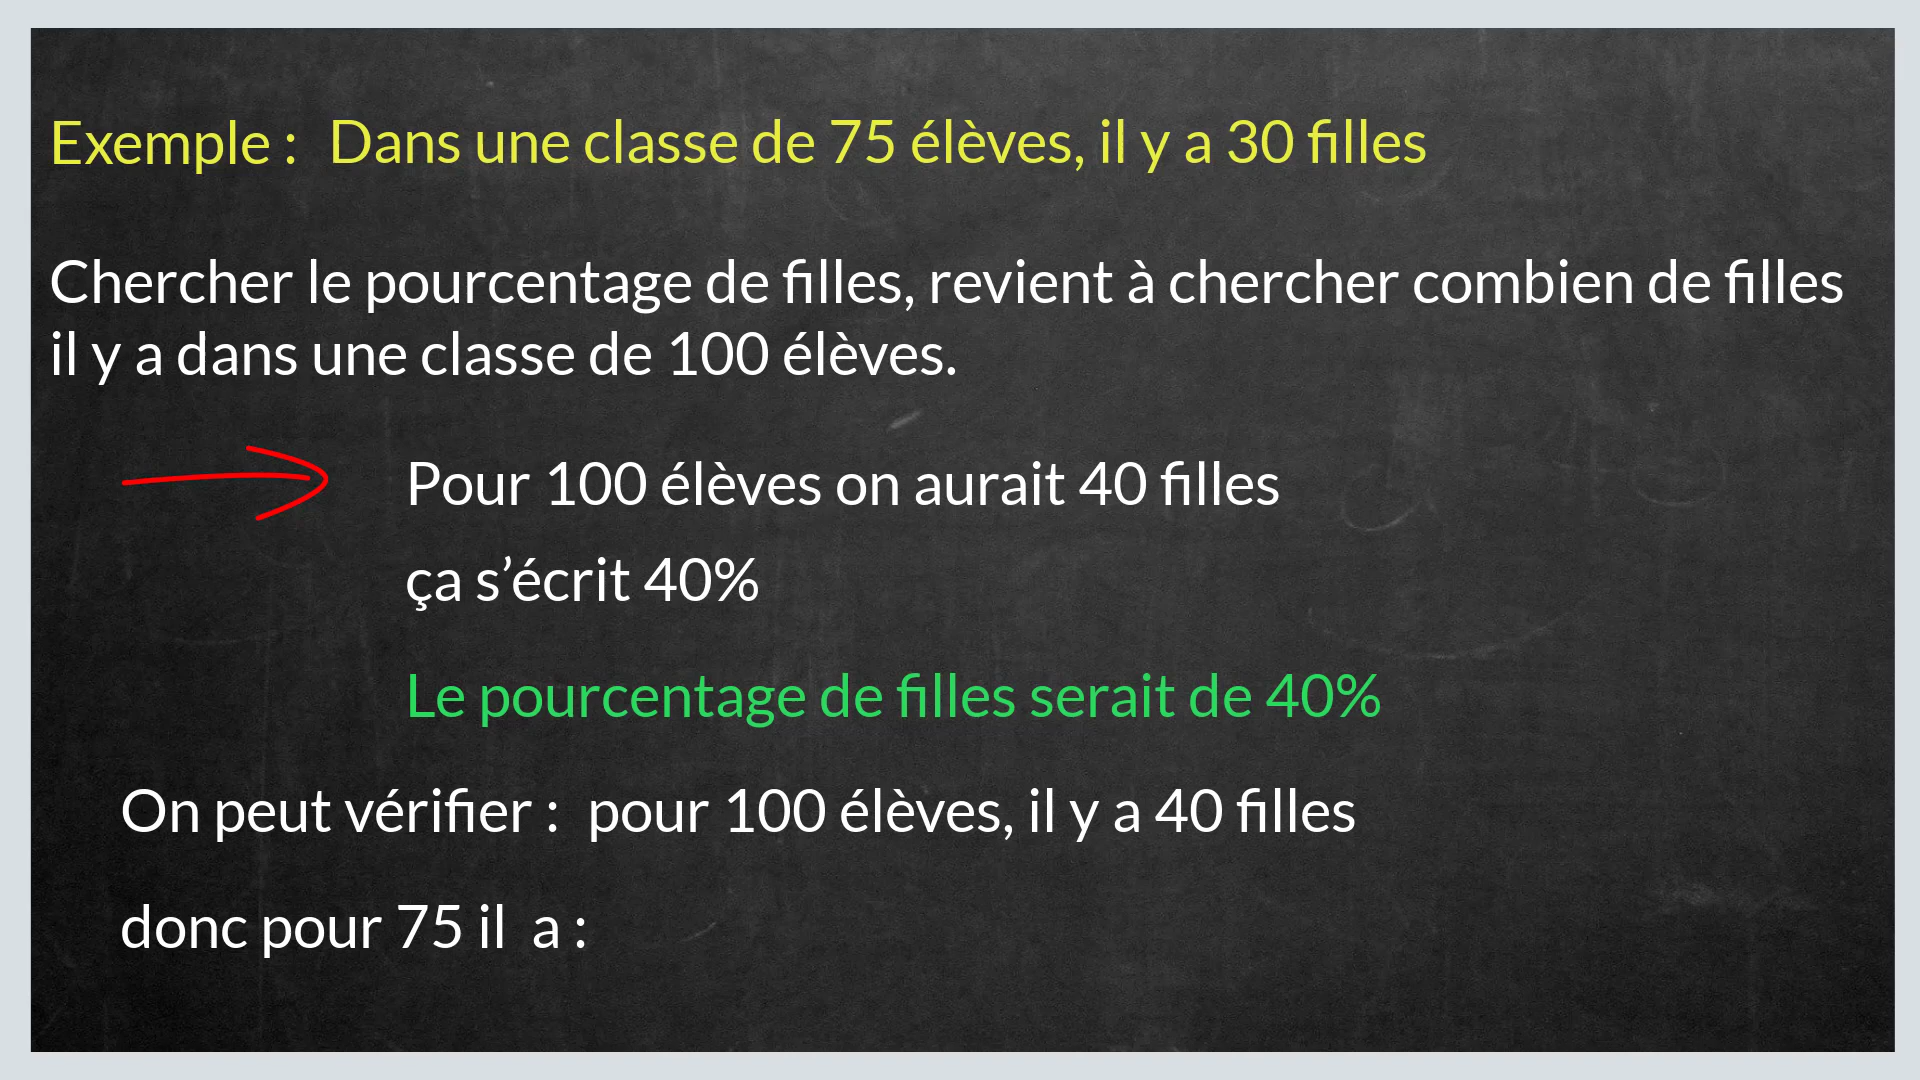 Exemple : Dans une classe de 75 élèves, il y a 30 filles
Chercher le pourcentage de filles, revient à chercher combien de filles
il y a dans une classe de 100 élèves.
Pour 100 élèves on aurait 40 filles
ça s’écrit 40%
Le pourcentage de filles serait de 40%
On peut vérifier : pour 100 élèves, il y a 40 filles
donc pour 75 il a :